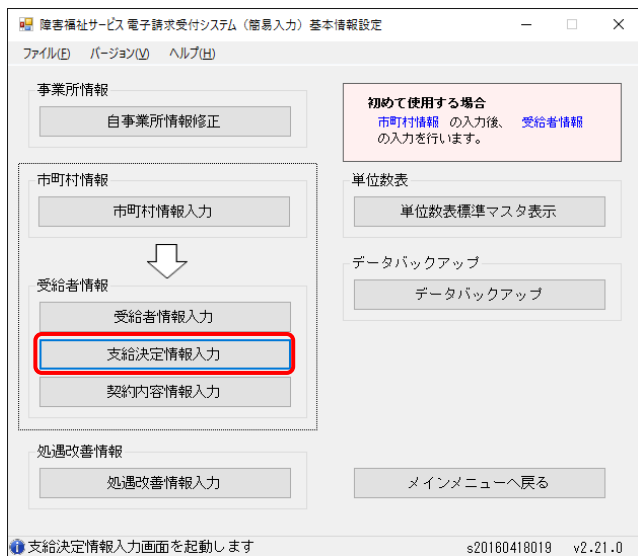 障害福祉サービス 電子請求受付システム（簡易入力）基本情報設定
ファイル(F) バージョン(V) ヘルプ(H)
事業所情報
自事業所情報修正
初めて使用する場合
市町村情報 の入力後、 受給者情報
の入力を行います。
市町村情報
市町村情報入力
単位数表
単位数表標準マスタ表示
データバックアップ
データバックアップ
受給者情報
受給者情報入力
支給決定情報入力
契約内容情報入力
処遇改善情報
処遇改善情報入力
メインメニューへ戻る
支給決定情報入力画面を起動します
s20160418019 v2.21.0